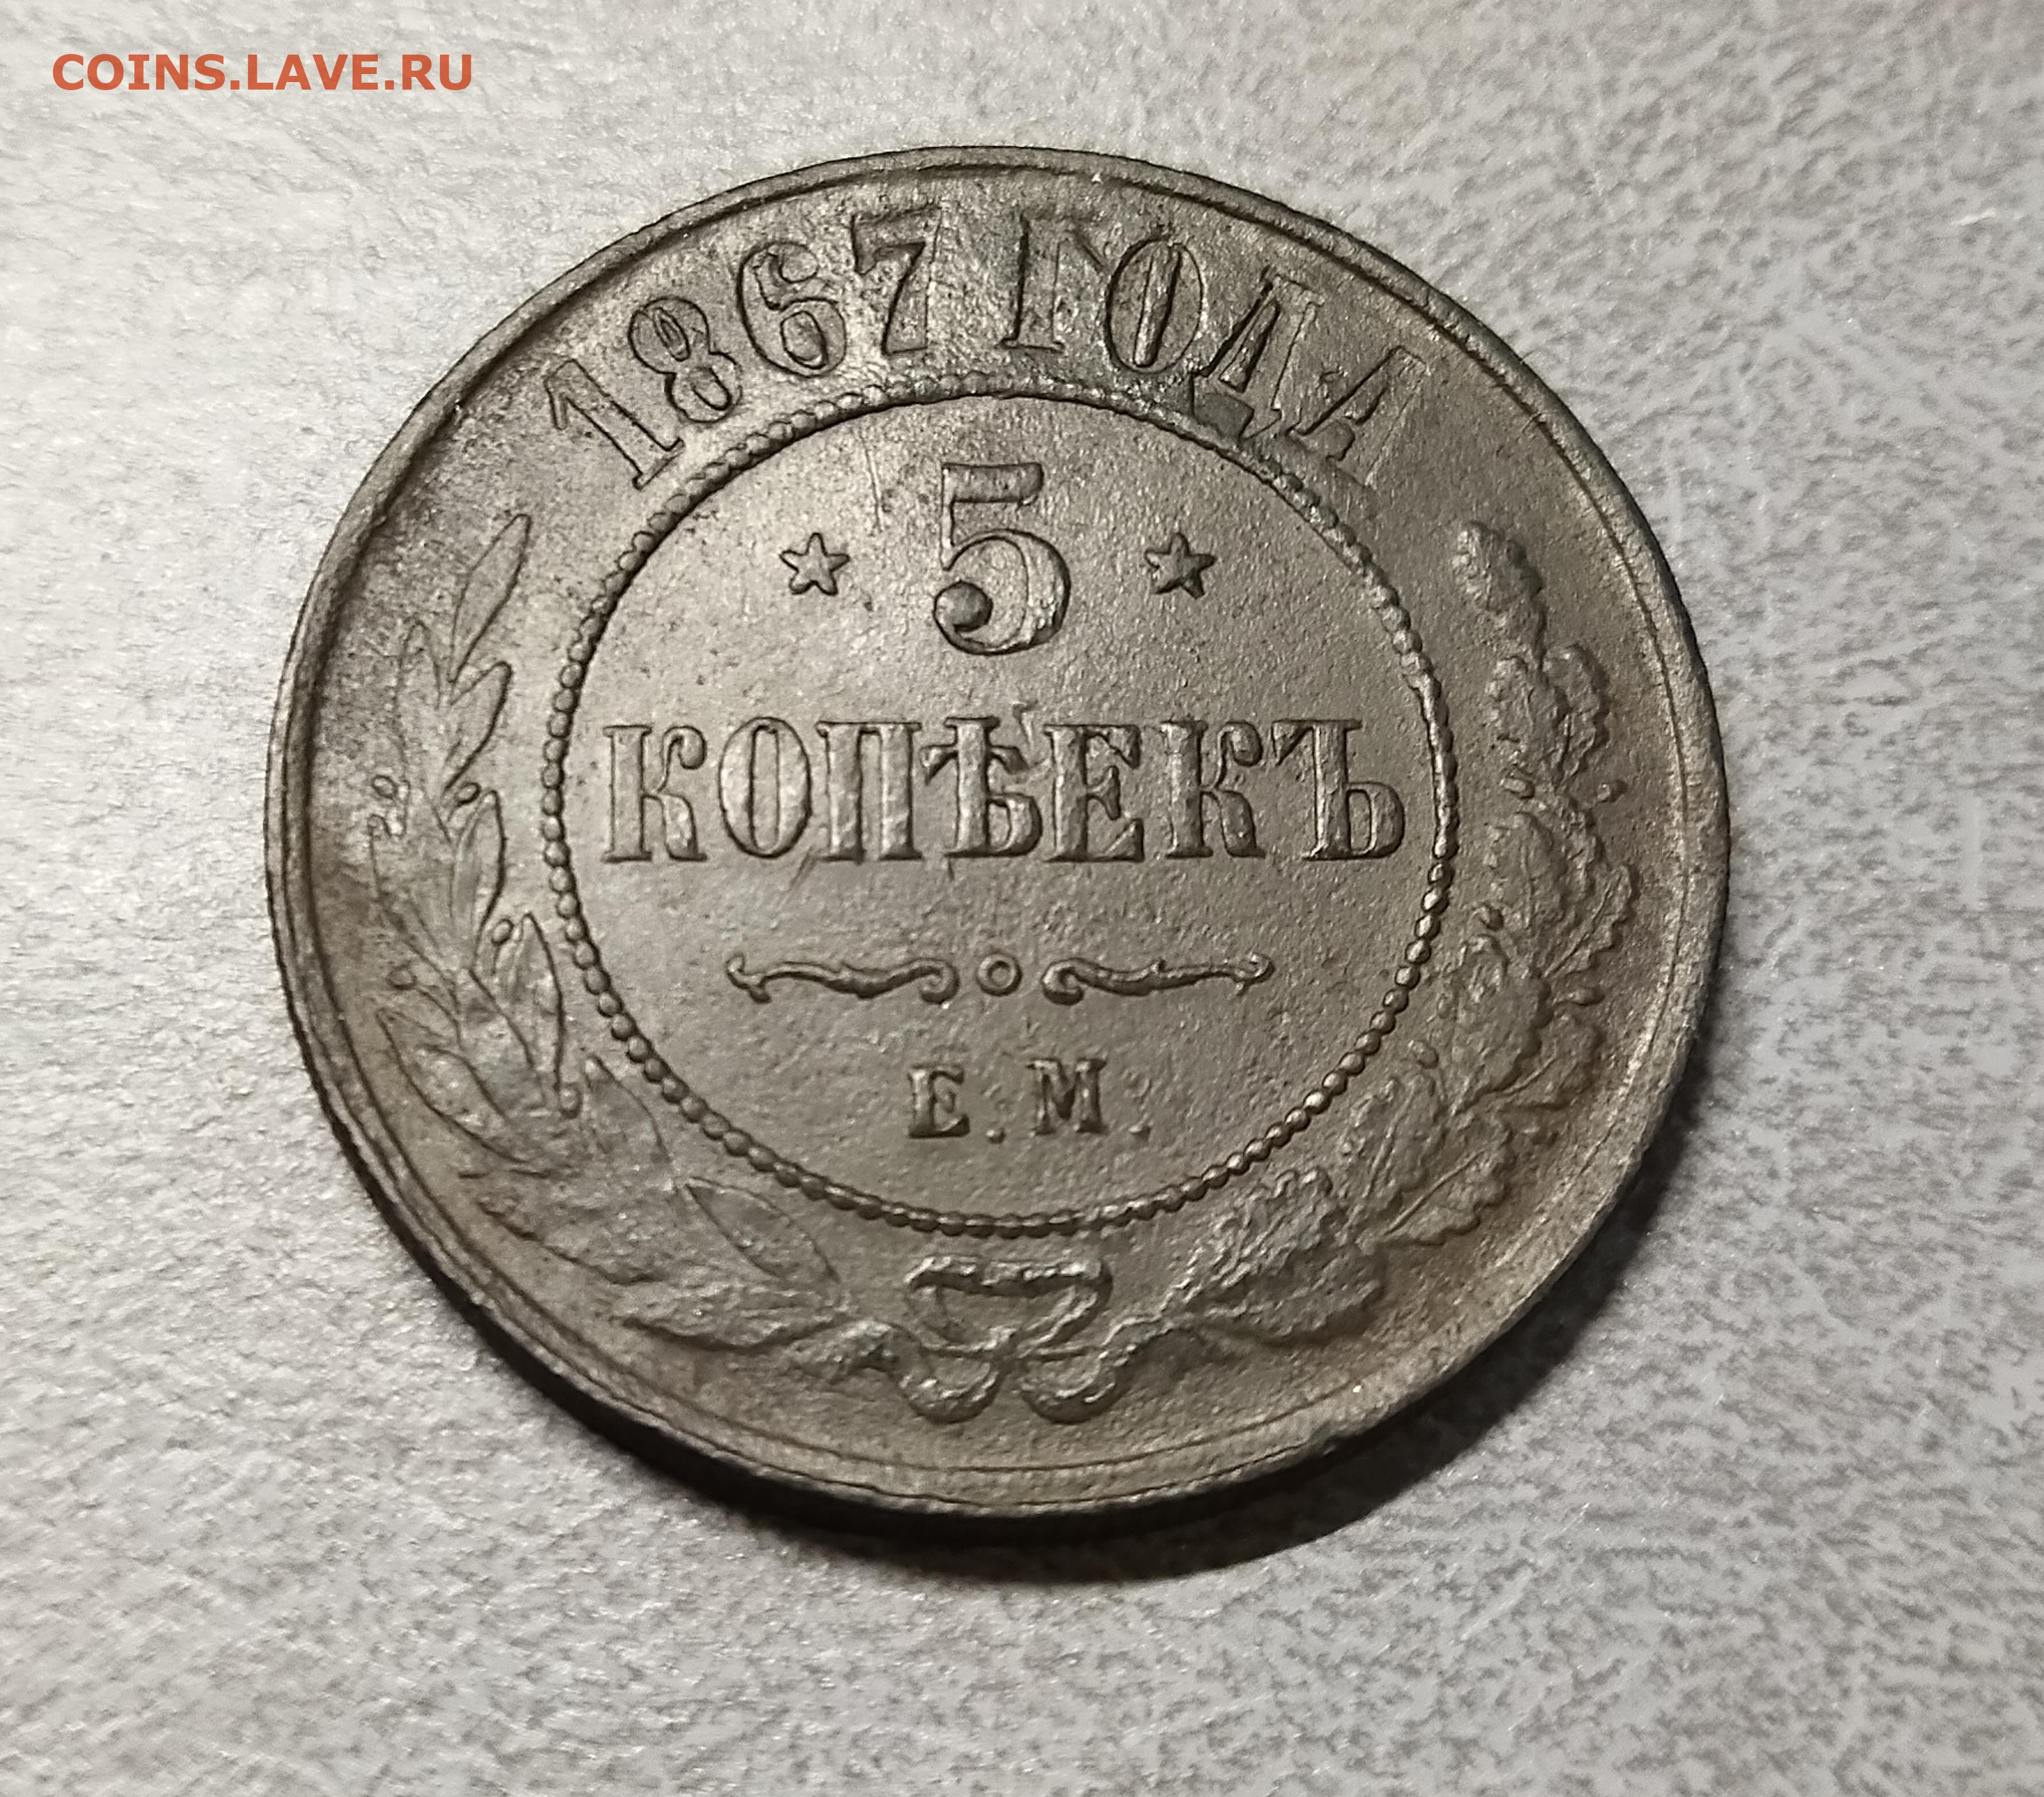 COINS.LAVE.RU
1867 ГОДА
5
КОПѢЕКЪ
Е.М.